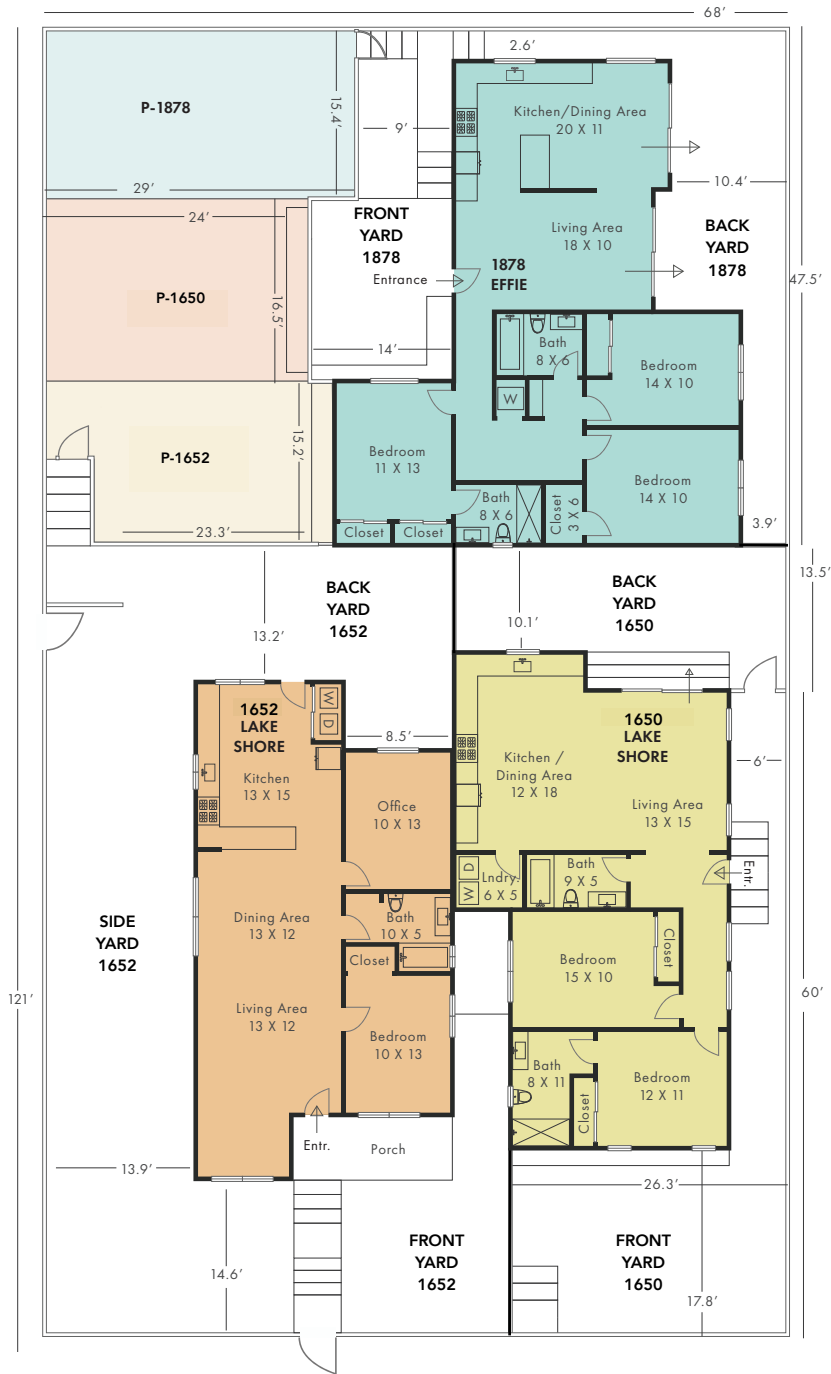 68’
2.6’
P-1878
15.4’
9’
29’
Kitchen/Dining Area
20 X 11
10.4’
24’
FRONT
YARD
1878
Living Area
18 X 10
BACK
YARD
1878
1878
EFFIE
Entrance
47.5’
P-1650
16.5’
14’
Bath
8 X 6
W
Bedroom
14 X 10
P-1652
15.2’
23.3’
Bedroom
11 X 13
Closet
Closet
Bath
8 X 6
Closet
3 X 6
Bedroom
14 X 10
3.9’
13.5’
BACK
YARD
1652
13.2’
10.1’
BACK
YARD
1650
1652
LAKE
SHORE
W
D
Kitchen
13 X 15
8.5’
Office
10 X 13
1650
LAKE
SHORE
Kitchen /
Dining Area
12 X 18
6’
Living Area
13 X 15
D
W
Lndry.
6 X 5
Bath
9 X 5
Entr.
SIDE
YARD
1652
Dining Area
13 X 12
Bath
10 X 5
Closet
Living Area
13 X 12
Bedroom
10 X 13
Bedroom
15 X 10
Closet
121’
60’
Bath
8 X 11
Closet
Bedroom
12 X 11
Entr.
Porch
13.9’
26.3’
14.6’
FRONT
YARD
1652
FRONT
YARD
1650
17.8’